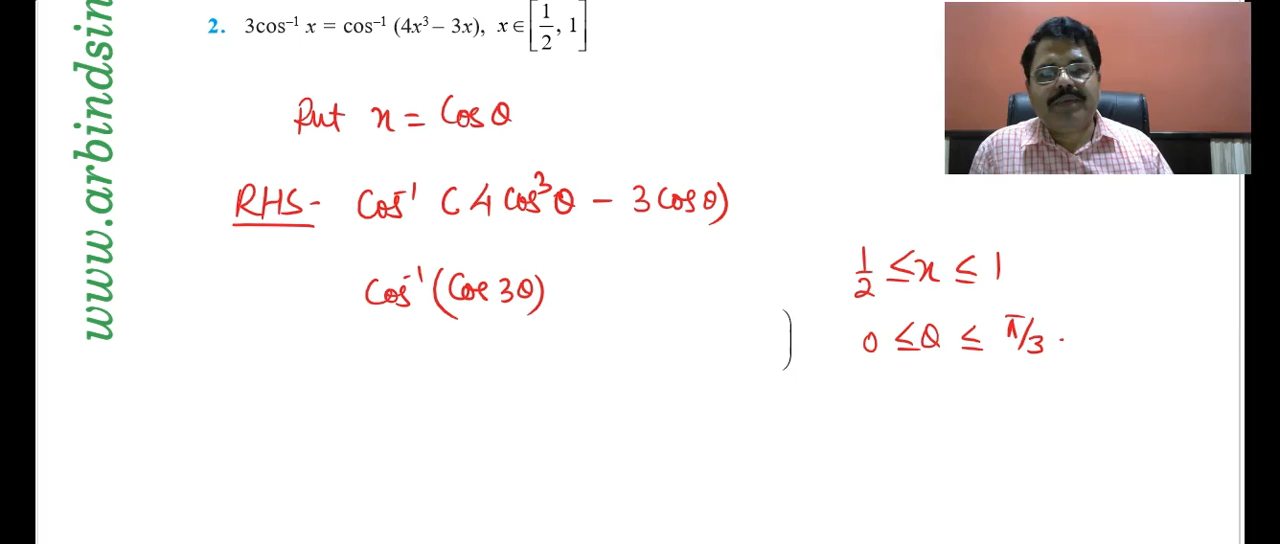 2. 3cos⁻¹ x = cos⁻¹ (4x³ – 3x), x ∈ [1/2, 1]
Put x = Cos θ
RHS - Cos⁻¹ ( 4 Cos³ θ − 3 Cos θ)
Cos⁻¹ (Cos 3θ)
1/2 ≤ x ≤ 1
) 0 ≤ θ ≤ π/3 .
www.arbindsin